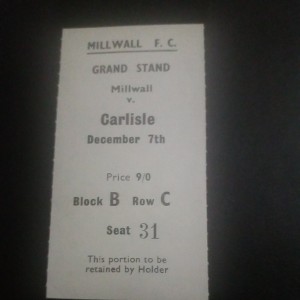 MILLWALL F. C.
GRAND STAND
Millwall
v.
Carlisle
December 7th
Price 9/0
Block B Row C
Seat 31
This portion to be
retained by Holder